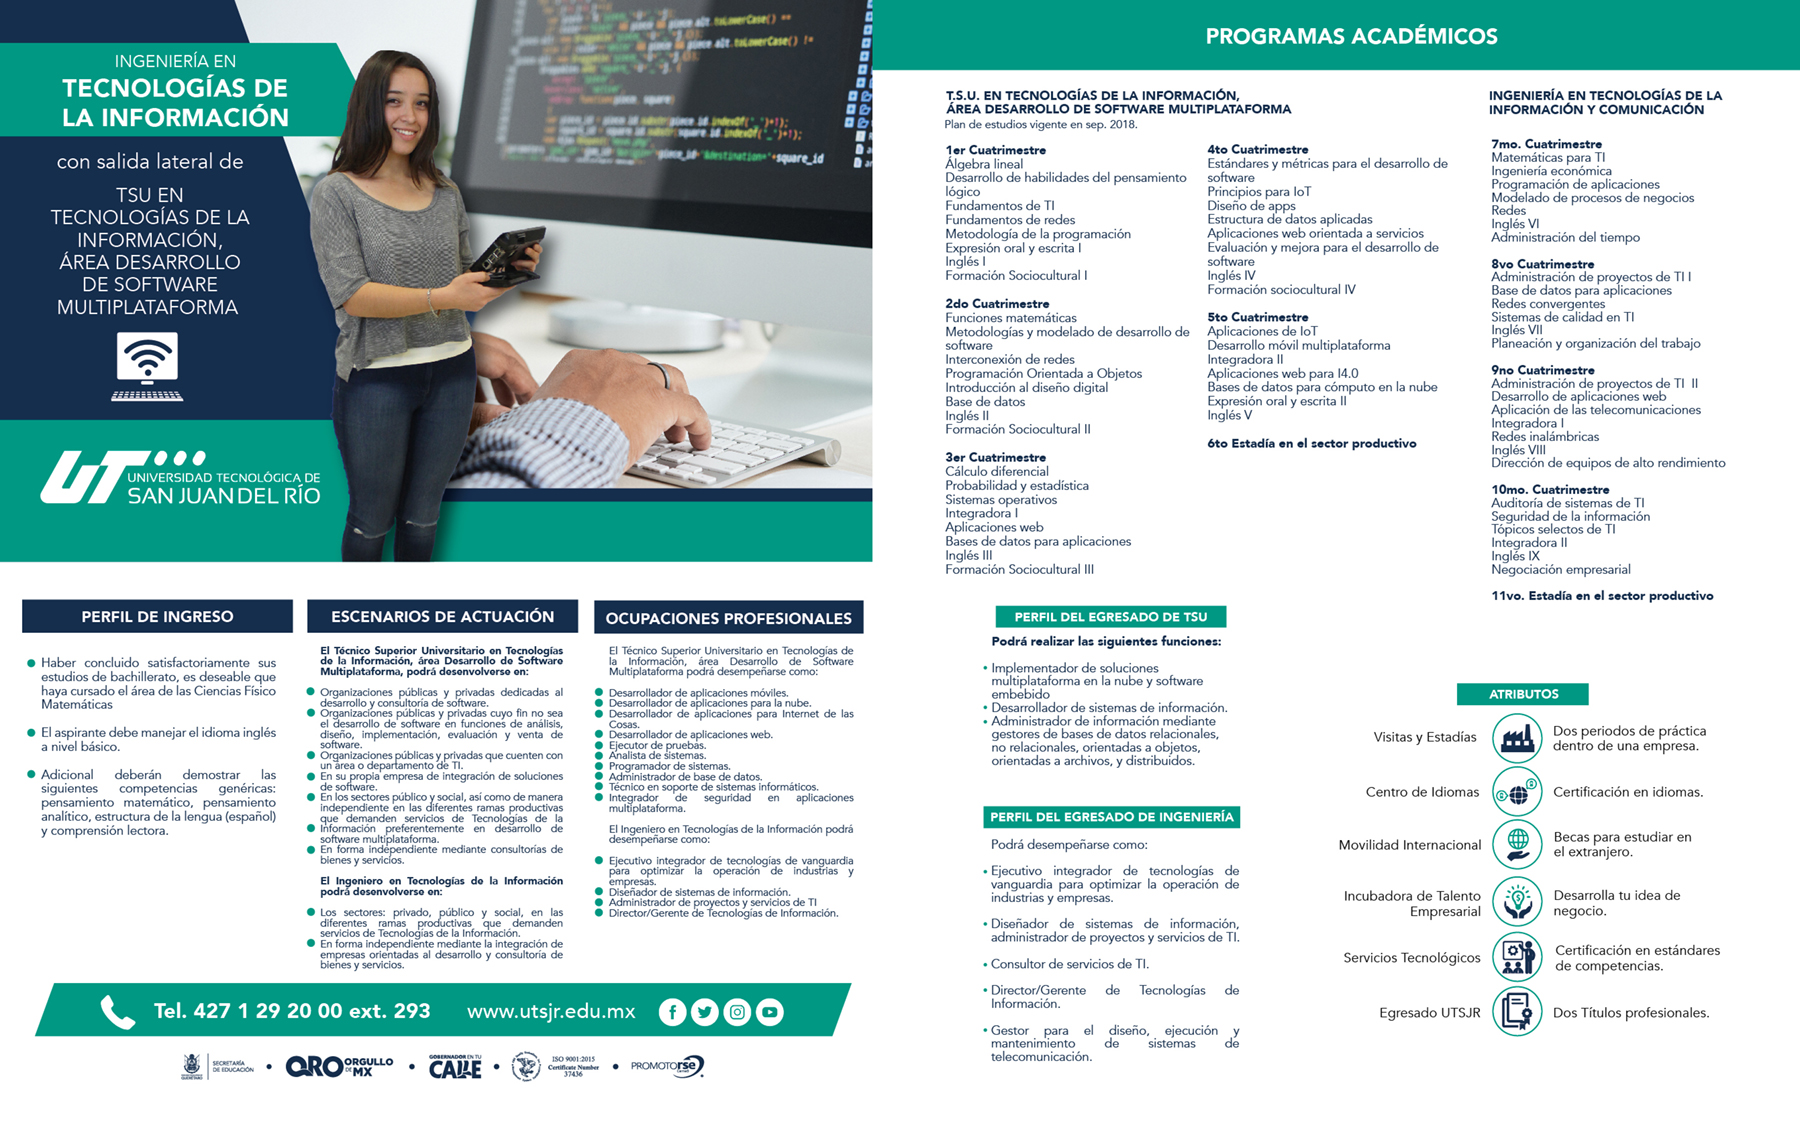 INGENIERÍA EN
TECNOLOGÍAS DE
LA INFORMACIÓN
con salida lateral de
TSU EN
TECNOLOGÍAS DE LA
INFORMACIÓN,
ÁREA DESARROLLO
DE SOFTWARE
MULTIPLATAFORMA
UT
UNIVERSIDAD TECNOLÓGICA DE
SAN JUAN DEL RÍO
PERFIL DE INGRESO
Haber concluido satisfactoriamente sus
estudios de bachillerato, es deseable que
haya cursado el área de las Ciencias Físico
Matemáticas
El aspirante debe manejar el idioma inglés
a nivel básico.
Adicional deberán demostrar las
siguientes competencias genéricas:
pensamiento matemático, pensamiento
analítico, estructura de la lengua (español)
y comprensión lectora.
ESCENARIOS DE ACTUACIÓN
El Técnico Superior Universitario en Tecnologías
de la Información, área Desarrollo de Software
Multiplataforma, podrá desenvolverse en:
Organizaciones públicas y privadas dedicadas al
desarrollo y consultoría de software.
Organizaciones públicas y privadas cuyo fin no sea
el desarrollo de software en funciones de análisis,
diseño, implementación, evaluación y venta de
software.
Organizaciones públicas y privadas que cuenten con
un área o departamento de TI.
En su propia empresa de integración de soluciones
de software.
En los sectores público y social, así como de manera
independiente en las diferentes ramas productivas
que demanden servicios de Tecnologías de la
Información preferentemente en desarrollo de
software multiplataforma.
En forma independiente mediante consultorías de
bienes y servicios.
El Ingeniero en Tecnologías de la Información
podrá desenvolverse en:
Los sectores: privado, público y social, en las
diferentes ramas productivas que demanden
servicios de Tecnologías de la Información.
En forma independiente mediante la integración de
empresas orientadas al desarrollo y consultoría de
bienes y servicios.
OCUPACIONES PROFESIONALES
El Técnico Superior Universitario en Tecnologías de
la Información, área Desarrollo de Software
Multiplataforma podrá desempeñarse como:
Desarrollador de aplicaciones móviles.
Desarrollador de aplicaciones para la nube.
Desarrollador de aplicaciones para Internet de las
Cosas.
Desarrollador de aplicaciones web.
Ejecutor de pruebas.
Analista de sistemas.
Programador de sistemas.
Administrador de base de datos.
Técnico en soporte de sistemas informáticos.
Integrador de seguridad en aplicaciones
multiplataforma.
El Ingeniero en Tecnologías de la Información podrá
desempeñarse como:
Ejecutivo integrador de tecnologías de vanguardia
para optimizar la operación de industrias y
empresas.
Diseñador de sistemas de información.
Administrador de proyectos y servicios de TI
Director/Gerente de Tecnologías de Información.
Tel. 427 1 29 20 00 ext. 293
www.utsjr.edu.mx
SECRETARÍA
DE EDUCACIÓN
QRO ORGULLO
DE MX
GOBERNADOR EN TU
CALLE
ISO 9001:2015
Certificate Number
37436
PROMOTORSE
PROGRAMAS ACADÉMICOS
T.S.U. EN TECNOLOGÍAS DE LA INFORMACIÓN,
ÁREA DESARROLLO DE SOFTWARE MULTIPLATAFORMA
Plan de estudios vigente en sep. 2018.
1er Cuatrimestre
Álgebra lineal
Desarrollo de habilidades del pensamiento
lógico
Fundamentos de TI
Fundamentos de redes
Metodología de la programación
Expresión oral y escrita I
Inglés I
Formación Sociocultural I
2do Cuatrimestre
Funciones matemáticas
Metodologías y modelado de desarrollo de
software
Interconexión de redes
Programación Orientada a Objetos
Introducción al diseño digital
Base de datos
Inglés II
Formación Sociocultural II
3er Cuatrimestre
Cálculo diferencial
Probabilidad y estadística
Sistemas operativos
Integradora I
Aplicaciones web
Bases de datos para aplicaciones
Inglés III
Formación Sociocultural III
4to Cuatrimestre
Estándares y métricas para el desarrollo de
software
Principios para IoT
Diseño de apps
Estructura de datos aplicadas
Aplicaciones web orientada a servicios
Evaluación y mejora para el desarrollo de
software
Inglés IV
Formación sociocultural IV
5to Cuatrimestre
Aplicaciones de IoT
Desarrollo móvil multiplataforma
Integradora II
Aplicaciones web para I4.0
Bases de datos para cómputo en la nube
Expresión oral y escrita II
Inglés V
6to Estadía en el sector productivo
INGENIERÍA EN TECNOLOGÍAS DE LA
INFORMACIÓN Y COMUNICACIÓN
7mo. Cuatrimestre
Matemáticas para TI
Ingeniería económica
Programación de aplicaciones
Modelado de procesos de negocios
Redes
Inglés VI
Administración del tiempo
8vo Cuatrimestre
Administración de proyectos de TI I
Base de datos para aplicaciones
Redes convergentes
Sistemas de calidad en TI
Inglés VII
Planeación y organización del trabajo
9no Cuatrimestre
Administración de proyectos de TI II
Desarrollo de aplicaciones web
Aplicación de las telecomunicaciones
Integradora I
Redes inalámbricas
Inglés VIII
Dirección de equipos de alto rendimiento
10mo. Cuatrimestre
Auditoría de sistemas de TI
Seguridad de la información
Tópicos selectos de TI
Integradora II
Inglés IX
Negociación empresarial
11vo. Estadía en el sector productivo
PERFIL DEL EGRESADO DE TSU
Podrá realizar las siguientes funciones:
• Implementador de soluciones
multiplataforma en la nube y software
embebido
• Desarrollador de sistemas de información.
• Administrador de información mediante
gestores de bases de datos relacionales,
no relacionales, orientadas a objetos,
orientadas a archivos, y distribuidos.
PERFIL DEL EGRESADO DE INGENIERÍA
Podrá desempeñarse como:
• Ejecutivo integrador de tecnologías de
vanguardia para optimizar la operación de
industrias y empresas.
• Diseñador de sistemas de información,
administrador de proyectos y servicios de TI.
• Consultor de servicios de TI.
• Director/Gerente de Tecnologías de
Información.
• Gestor para el diseño, ejecución y
mantenimiento de sistemas de
telecomunicación.
ATRIBUTOS
Visitas y Estadías
Dos periodos de práctica
dentro de una empresa.
Centro de Idiomas
Certificación en idiomas.
Movilidad Internacional
Becas para estudiar en
el extranjero.
Incubadora de Talento
Empresarial
Desarrolla tu idea de
negocio.
Servicios Tecnológicos
Certificación en estándares
de competencias.
Egresado UTSJR
Dos Títulos profesionales.